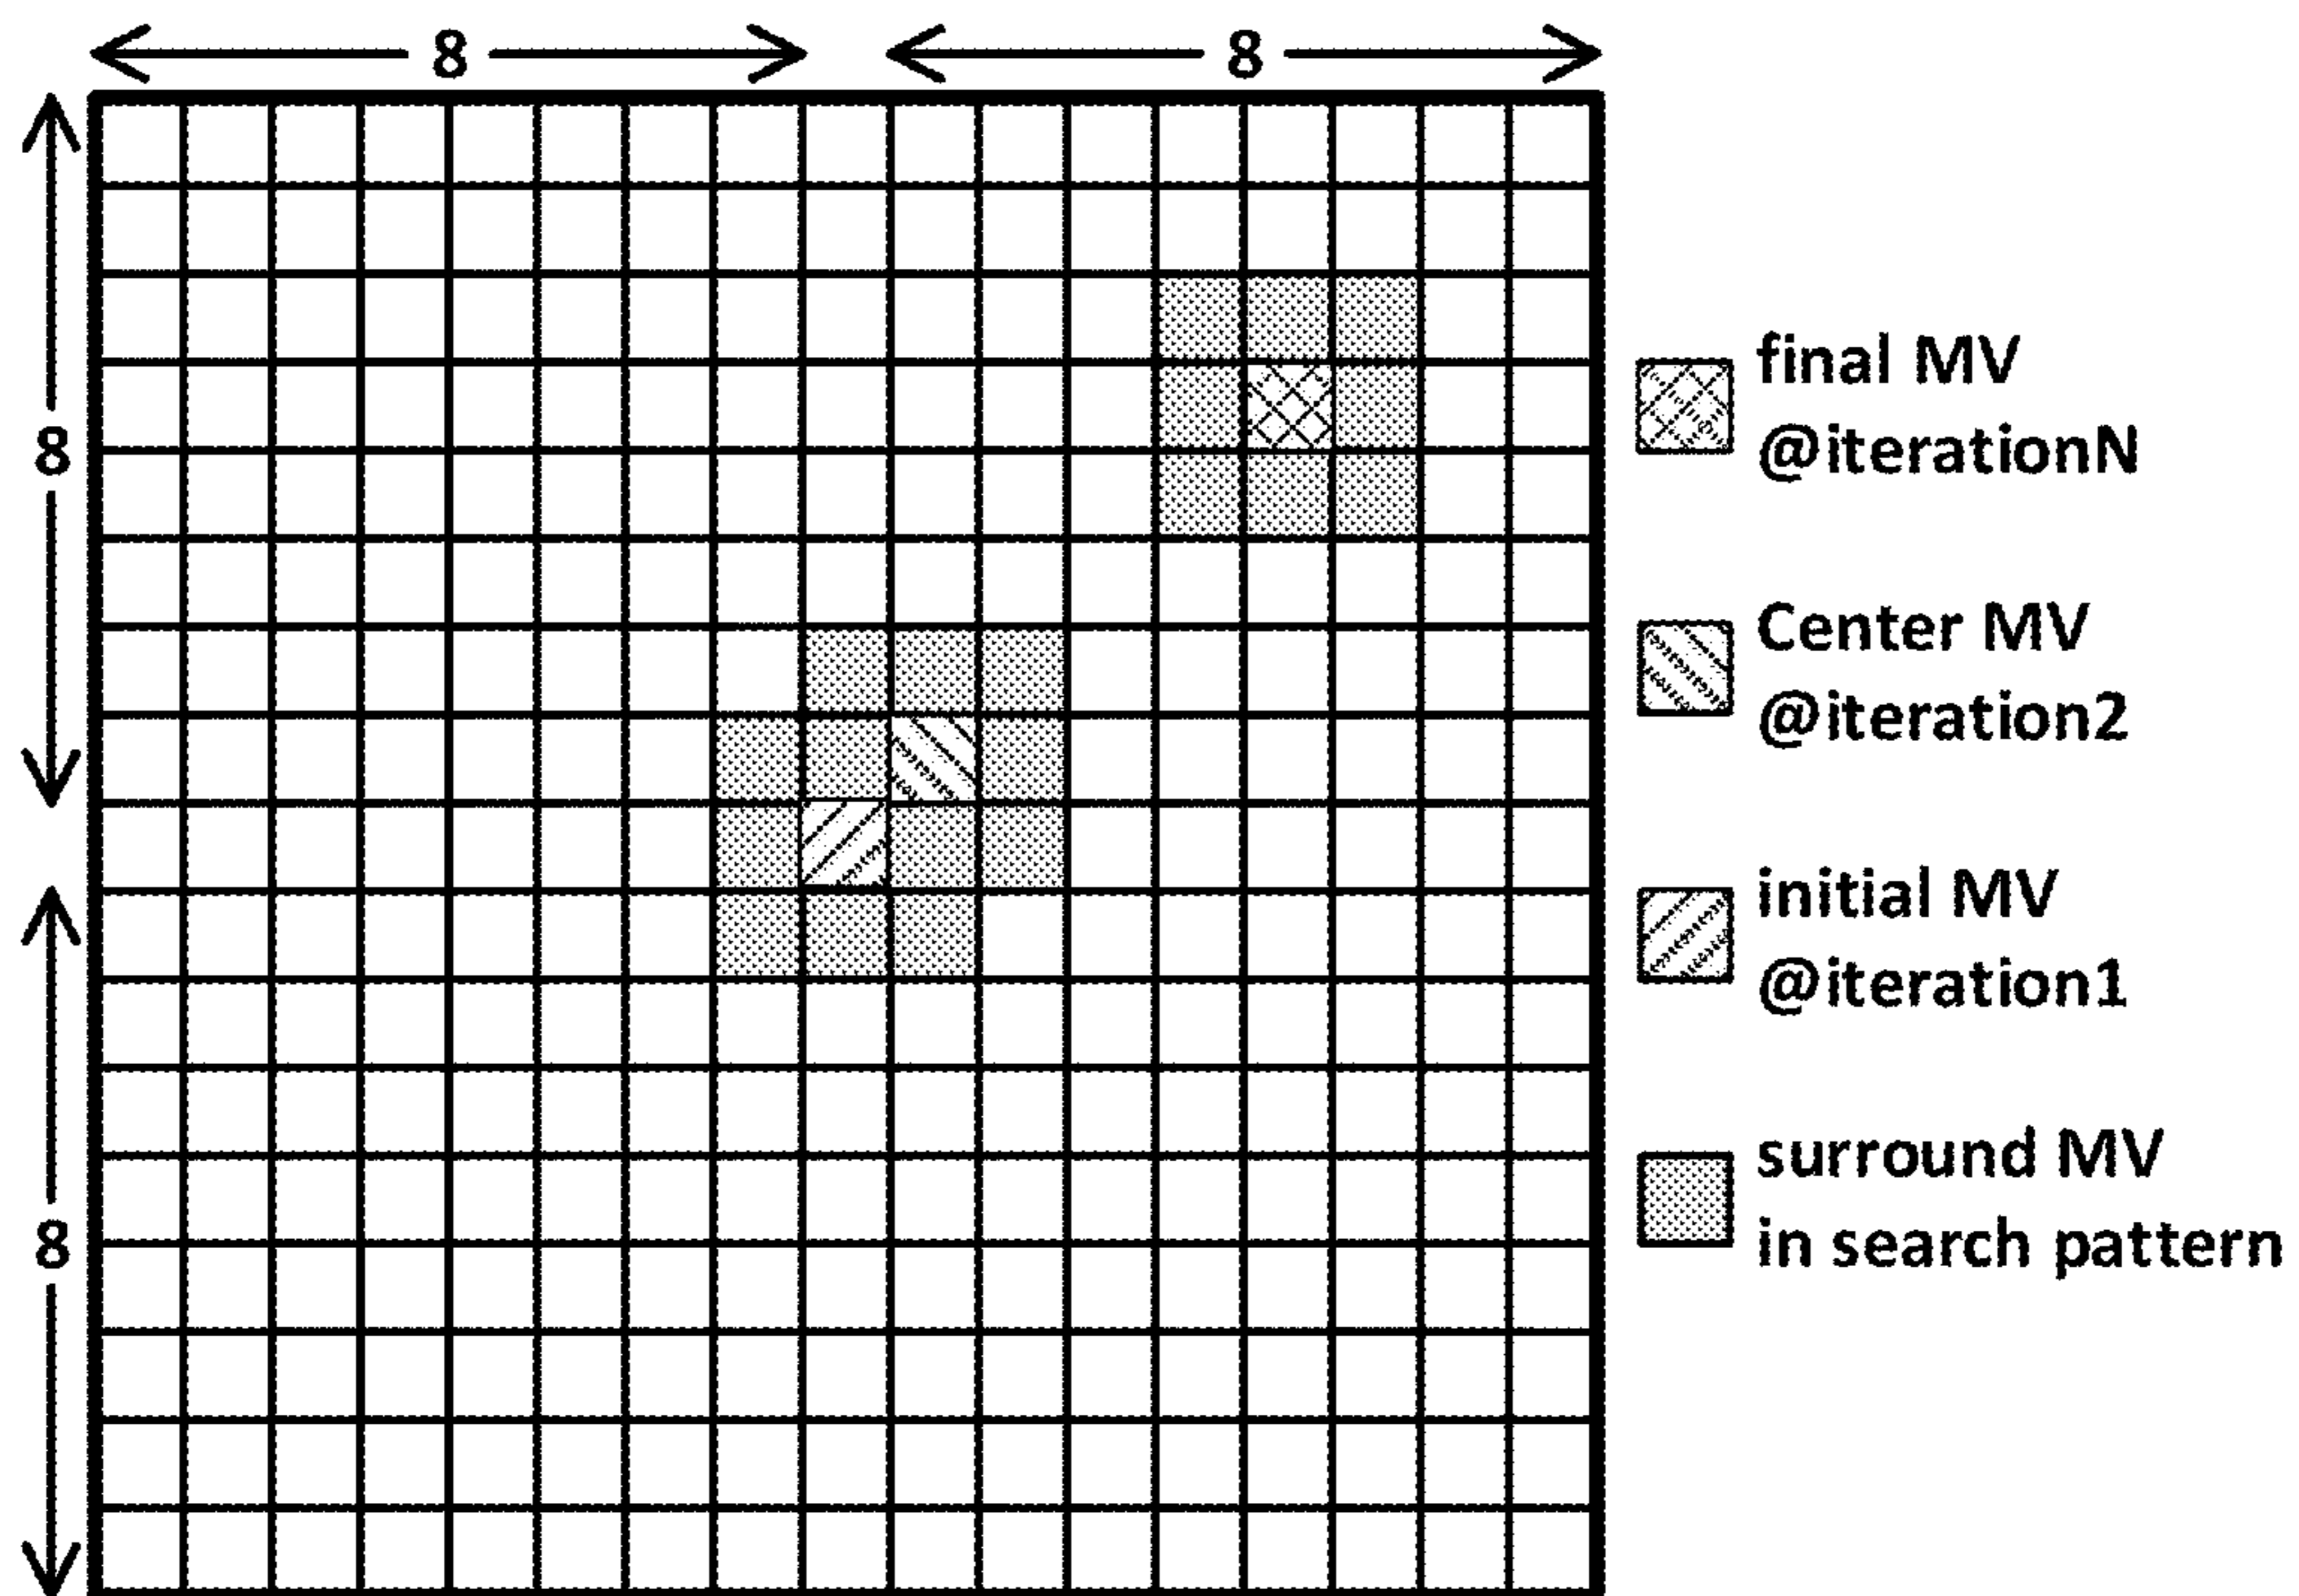 8 8
8
8
final MV
@iterationN
Center MV
@iteration2
initial MV
@iteration1
surround MV
in search pattern